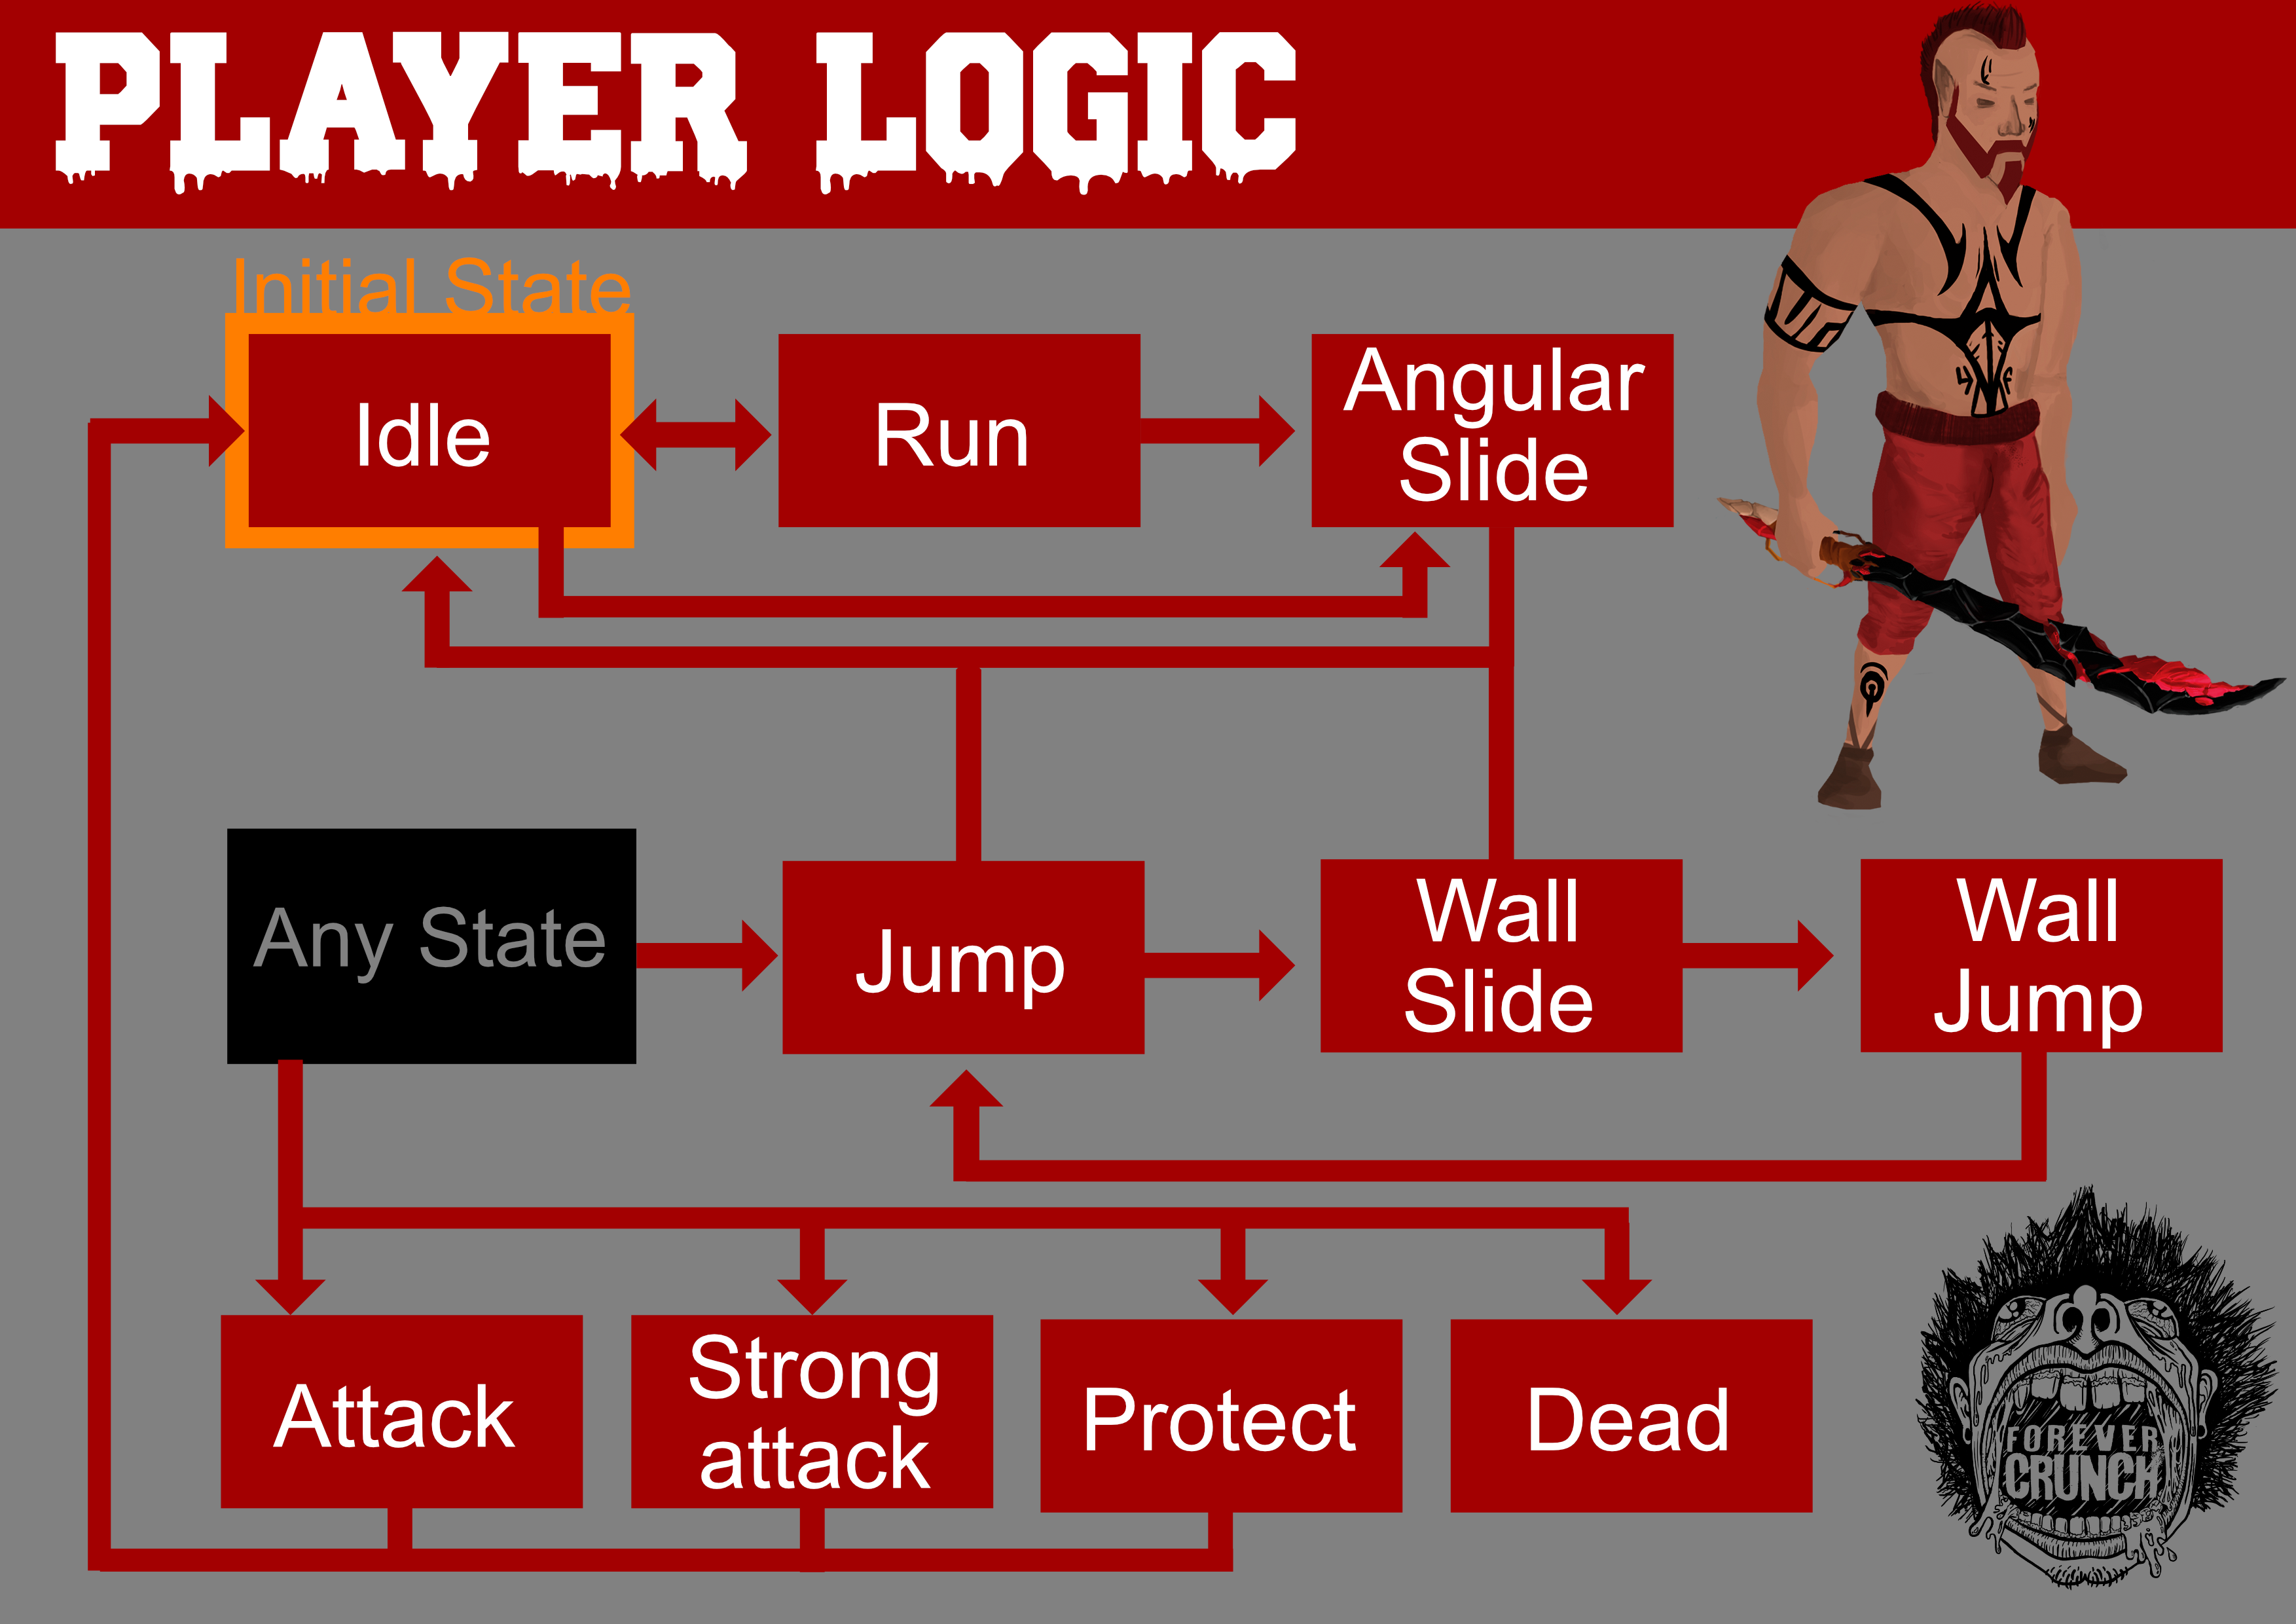 PLAYER LOGIC
Initial State
Idle
Run
Angular
Slide
Any State
Jump
Wall
Slide
Wall
Jump
Attack
Strong
attack
Protect
Dead
FOREVER
CRUNCH